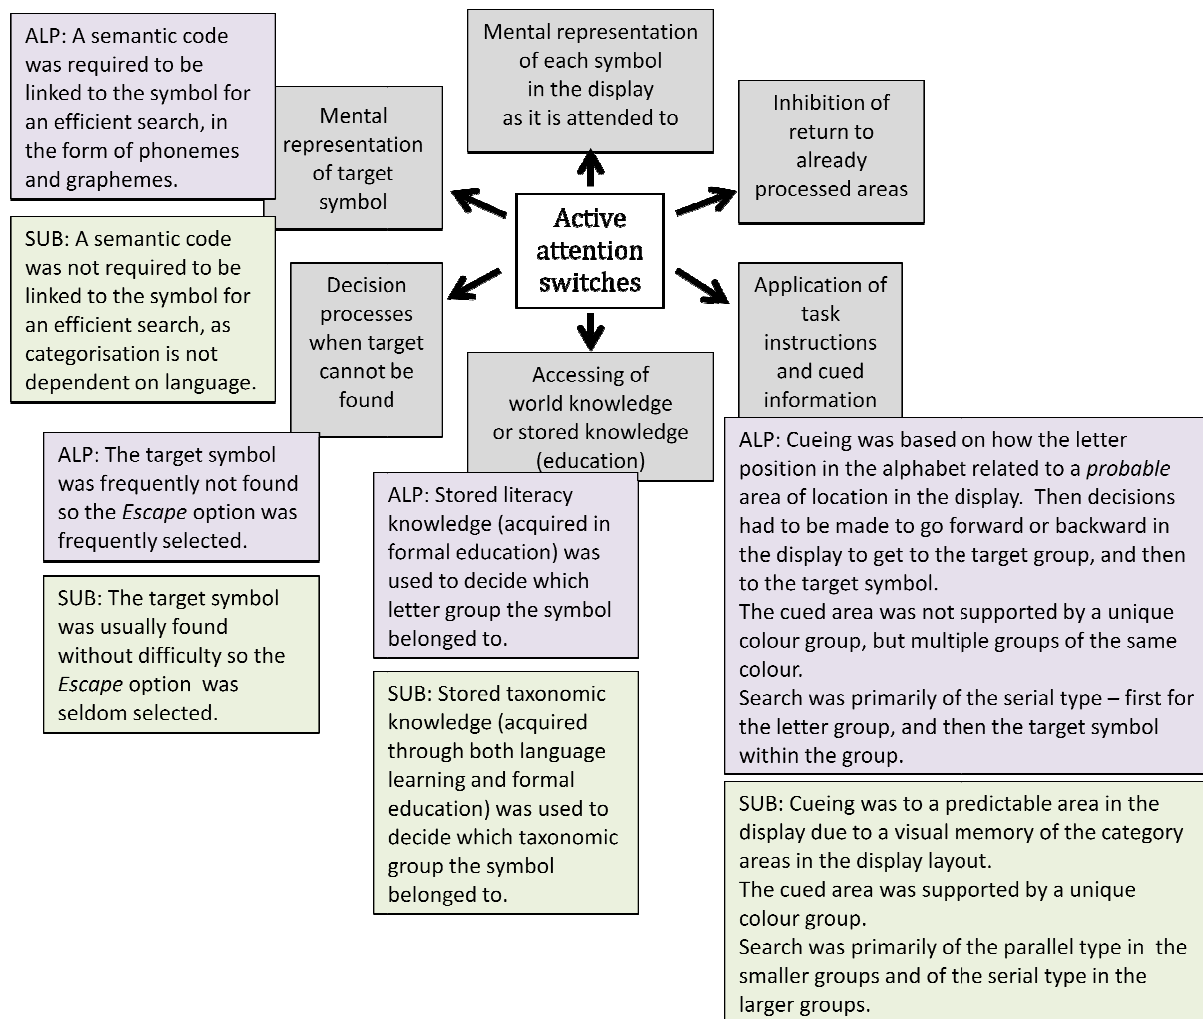 ALP: A semantic code
was required to be
linked to the symbol for
an efficient search, in
the form of phonemes
and graphemes.
Mental
representation
of target
symbol
Mental representation
of each symbol
in the display
as it is attended to
Inhibition of
return to
already
processed areas
Active
attention
switches
SUB: A semantic code
was not required to be
linked to the symbol for
an efficient search, as
categorisation is not
dependent on language.
Decision
processes
when target
cannot be
found
Accessing of
world knowledge
or stored knowledge
(education)
Application of
task
instructions
and cued
information
ALP: The target symbol
was frequently not found
so the Escape option was
frequently selected.
SUB: The target symbol
was usually found
without difficulty so the
Escape option was
seldom selected.
ALP: Stored literacy
knowledge (acquired in
formal education) was
used to decide which
letter group the symbol
belonged to.
SUB: Stored taxonomic
knowledge (acquired
through both language
learning and formal
education) was used to
decide which taxonomic
group the symbol
belonged to.
ALP: Cueing was based on how the letter
position in the alphabet related to a probable
area of location in the display. Then decisions
had to be made to go forward or backward in
the display to get to the target group, and then
to the target symbol.
The cued area was not supported by a unique
colour group, but multiple groups of the same
colour.
Search was primarily of the serial type – first for
the letter group, and then the target symbol
within the group.
SUB: Cueing was to a predictable area in the
display due to a visual memory of the category
areas in the display layout.
The cued area was supported by a unique
colour group.
Search was primarily of the parallel type in the
smaller groups and of the serial type in the
larger groups.